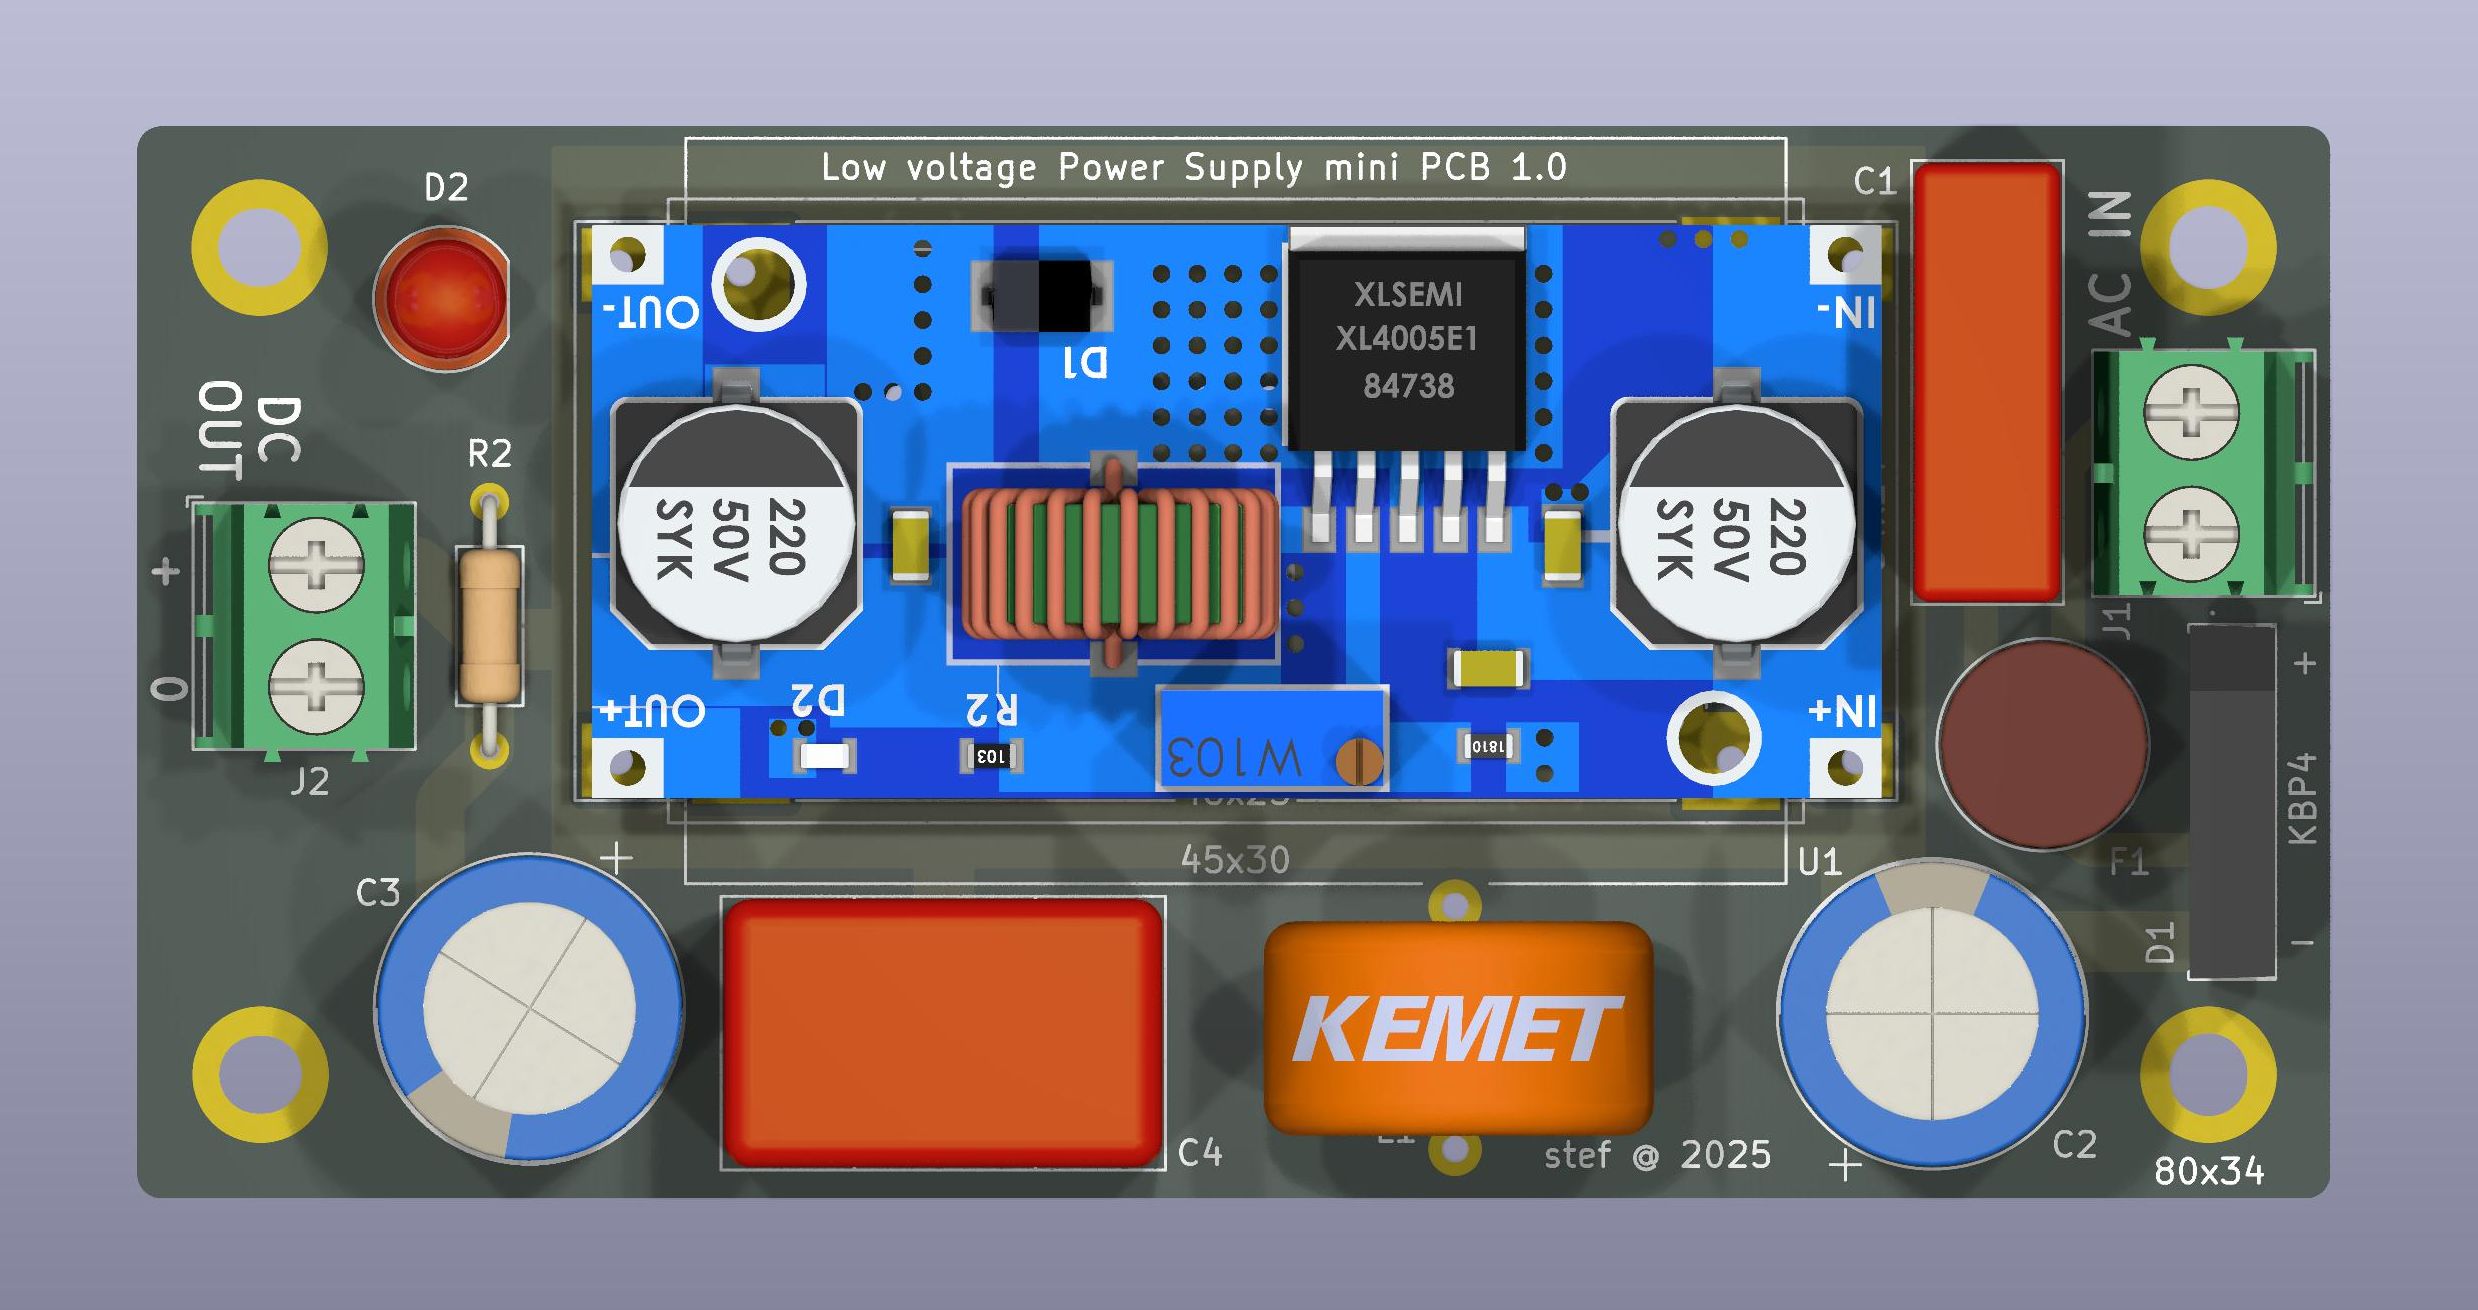 Low voltage Power Supply mini PCB 1.0
D2
C1
AC IN
OUT-
IN-
D1
XLSEMI
XL4005E1
84738
DC
OUT
R2
220
50V
SYK
220
50V
SYK
+
0
J2
J1
OUT+
D2
R2
103
W103
1810
IN+
+
KBP4
-
45x30
U1
F1
D1
C3
+
KEMET
C4
stef @ 2025
+
C2
80x34